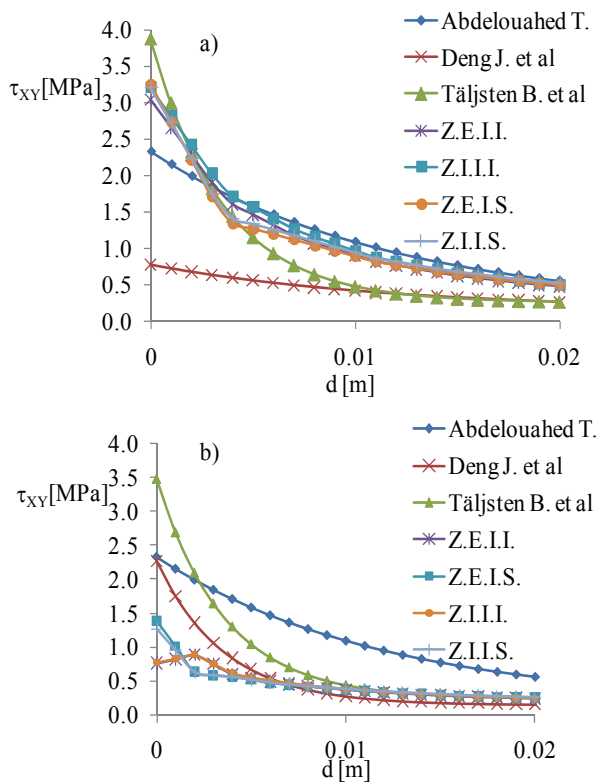 a)
τXY[MPa]
4.0
3.5
3.0
2.5
2.0
1.5
1.0
0.5
0.0
0
0.01
0.02
d [m]
Abdelouahed T.
Deng J. et al
Täljsten B. et al
Z.E.I.I.
Z.I.I.I.
Z.E.I.S.
Z.I.I.S.
b)
τXY[MPa]
4.0
3.5
3.0
2.5
2.0
1.5
1.0
0.5
0.0
0
0.01
0.02
d [m]
Abdelouahed T.
Deng J. et al
Täljsten B. et al
Z.E.I.I.
Z.E.I.S.
Z.I.I.I.
Z.I.I.S.